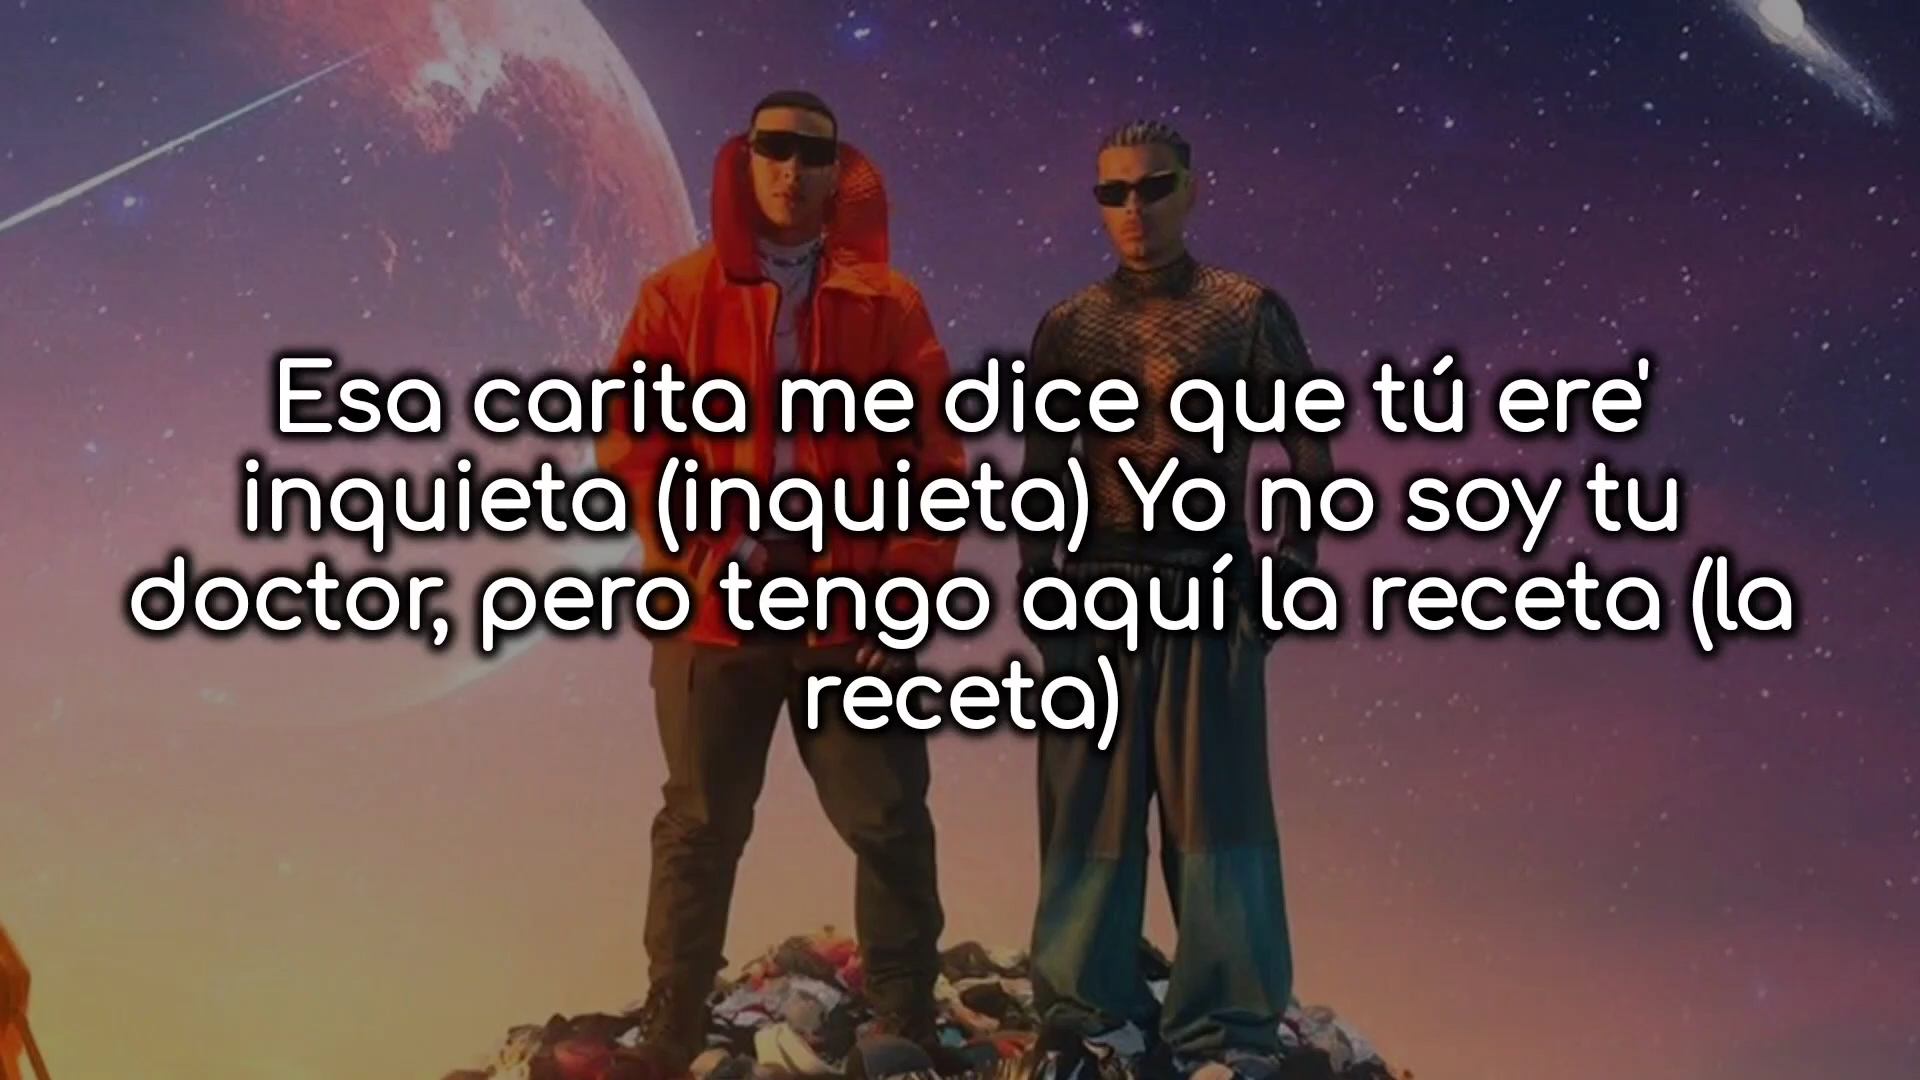 Esa carita me dice que tú ere'
inquieta (inquieta) Yo no soy tu
doctor, pero tengo aquí la receta (la
receta)